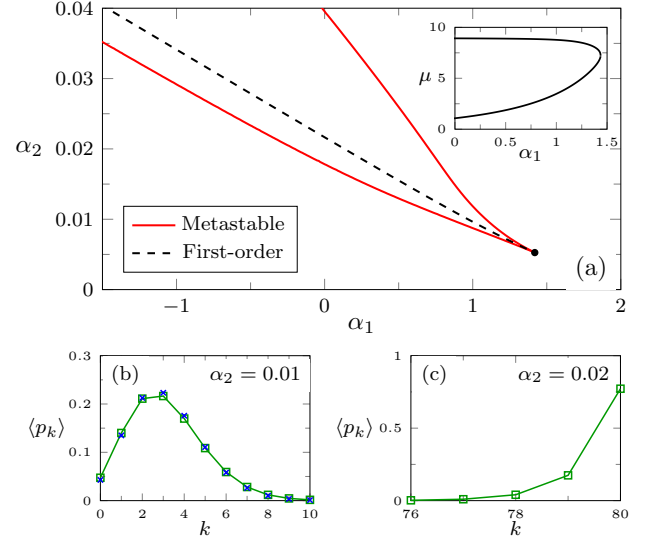 0.04
0.03
0.02
0.01
0
α₂
−1
0
1
2
α₁
Metastable
First-order
(a)
10
5
0
μ
0
0.5
1
1.5
α₁
(b)
α₂ = 0.01
0.3
0.2
0.1
0
⟨pₖ⟩
0
2
4
6
8
10
k
(c)
α₂ = 0.02
1
0.5
0
⟨pₖ⟩
76
78
80
k